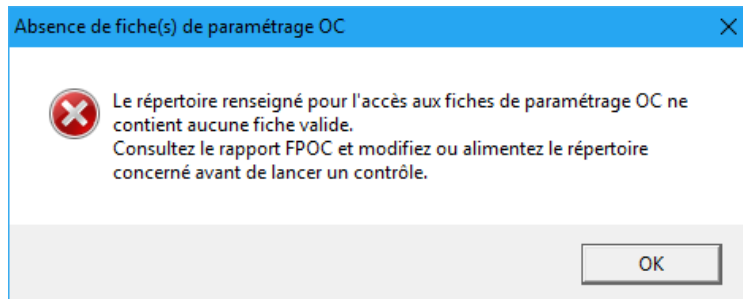 Absence de fiche(s) de paramétrage OC
Le répertoire renseigné pour l'accès aux fiches de paramétrage OC ne
contient aucune fiche valide.
Consultez le rapport FPOC et modifiez ou alimentez le répertoire
concerné avant de lancer un contrôle.
OK